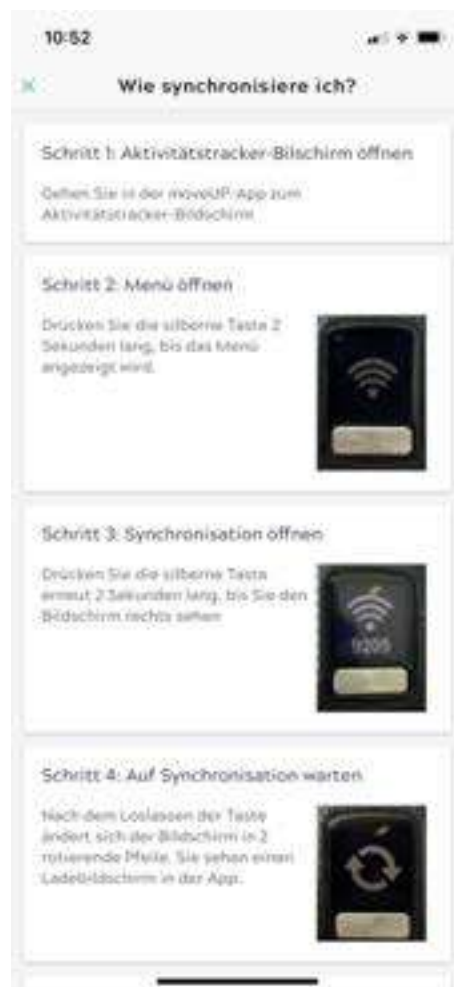 10:52
Wie synchronisiere ich?
Schritt 1: Aktivitätstracker-Bilschirm öffnen
Gehen Sie in der moveUP-App zum
Aktivitätstracker-Bildschirm
Schritt 2: Menü öffnen
Drücken Sie die silberne Taste 2
Sekunden lang, bis das Menü
angezeigt wird.
Schritt 3: Synchronisation öffnen
Drücken Sie die silberne Taste
erneut 2 Sekunden lang, bis Sie den
Bildschirm rechts sehen
9205
Schritt 4: Auf Synchronisation warten
Nach dem Loslassen der Taste
ändert sich der Bildschirm in 2
rotierende Pfeile. Sie sehen einen
Ladebildschirm in der App.